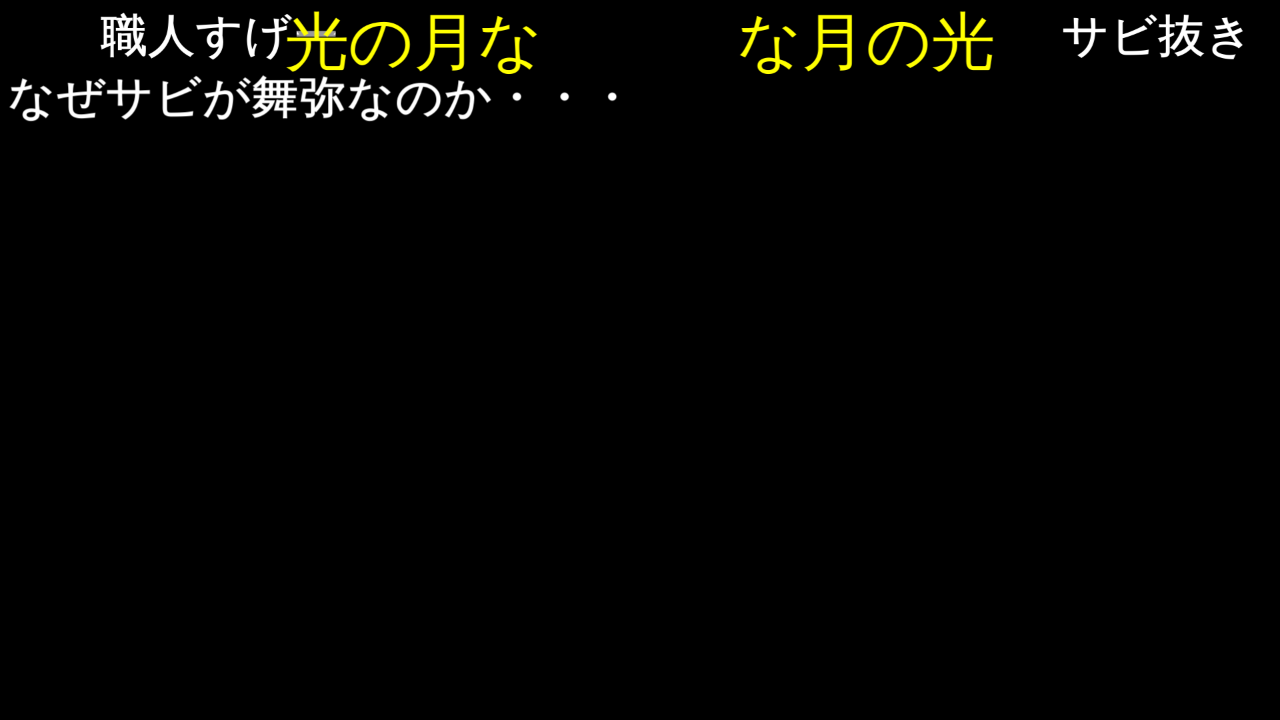 職人すげー
光の月な
な月の光
サビ抜き
なぜサビが舞弥なのか・・・